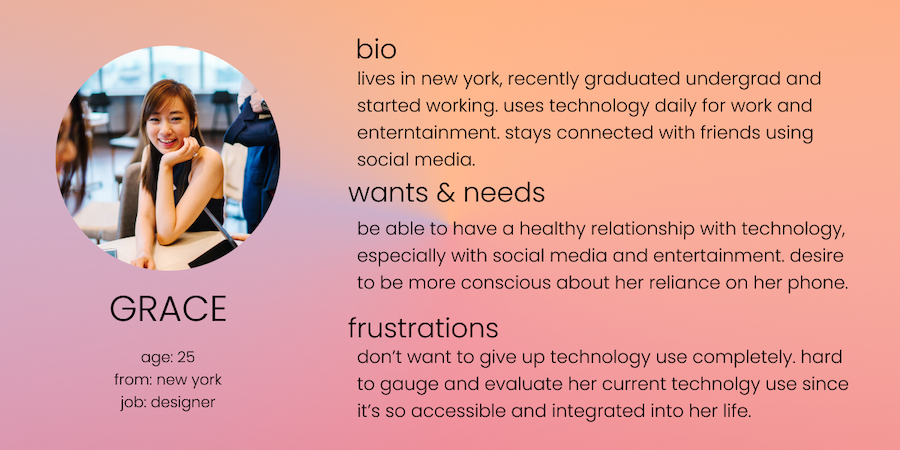 GRACE
age: 25
from: new york
job: designer
bio
lives in new york, recently graduated undergrad and
started working. uses technology daily for work and
enterntainment. stays connected with friends using
social media.
wants & needs
be able to have a healthy relationship with technology,
especially with social media and entertainment. desire
to be more conscious about her reliance on her phone.
frustrations
don’t want to give up technology use completely. hard
to gauge and evaluate her current technolgy use since
it’s so accessible and integrated into her life.